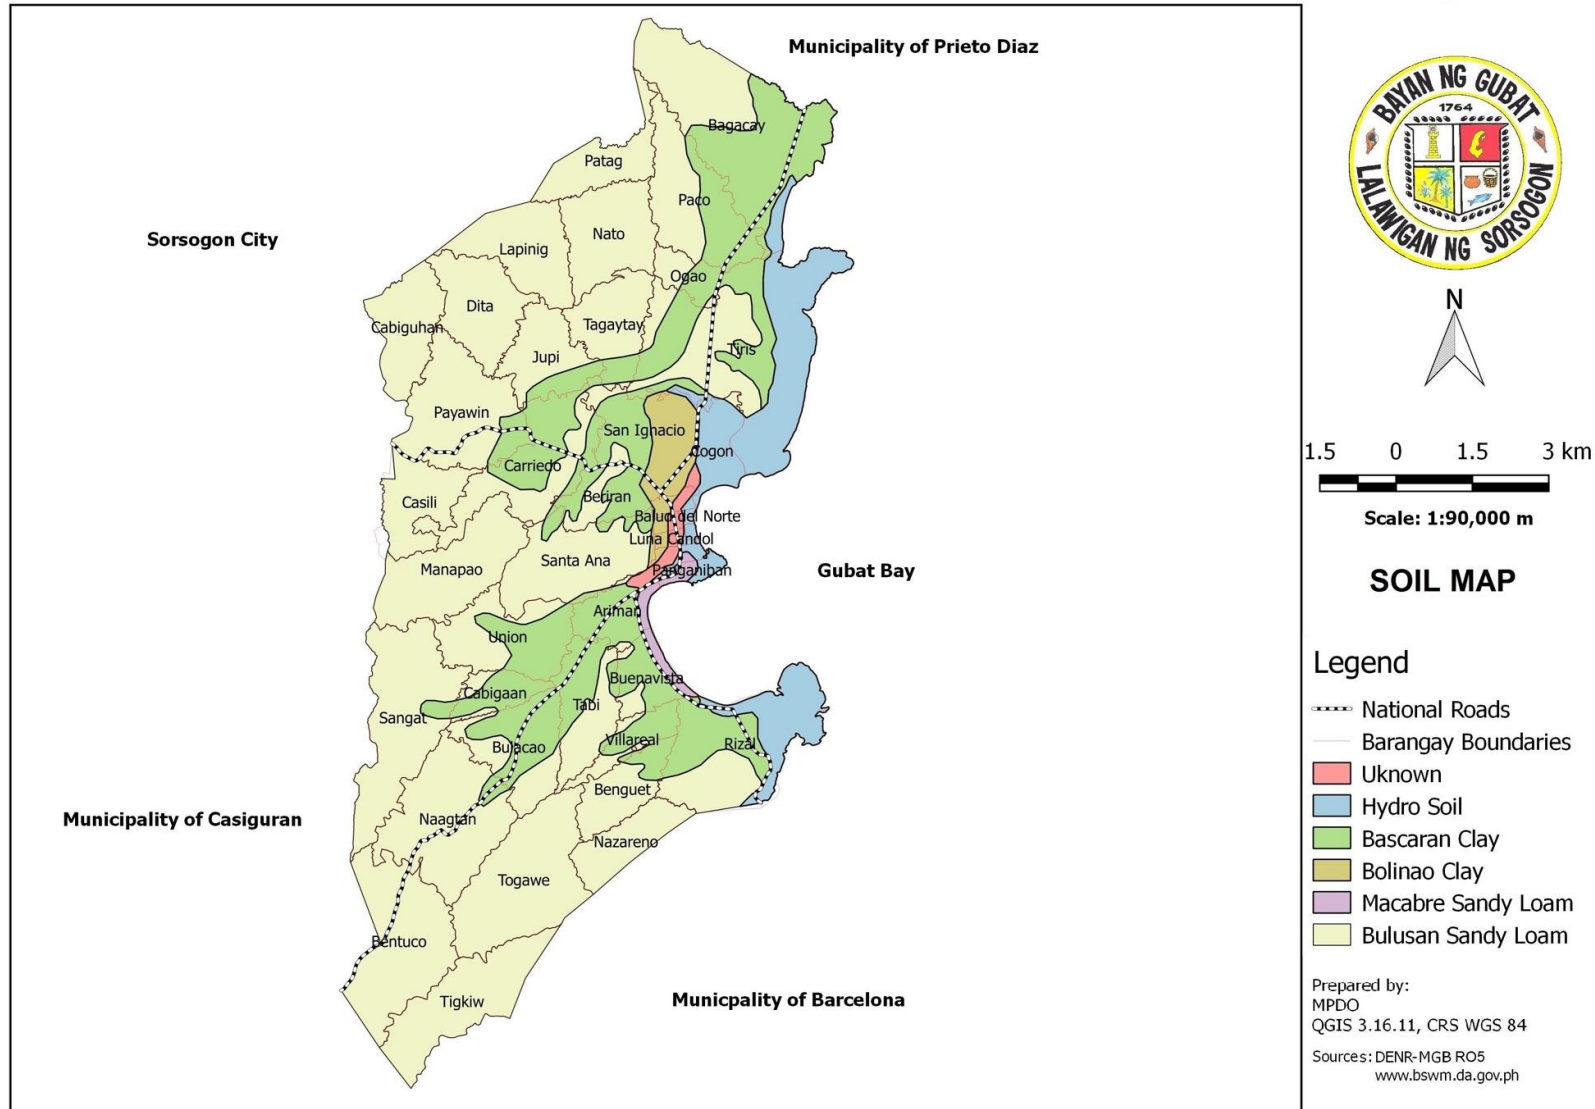 Municipality of Prieto Diaz
Bagacay
Patag
Paco
Sorsogon City
Nato
Lapinig
Ogao
Dita
Cabiguhan
Tagaytay
Tiris
Jupi
Payawin
San Ignacio
Cogon
Carriedo
Beriran
Casili
Balud del Norte
Luna Candol
Santa Ana
Manapao
Panganiban
Gubat Bay
Ariman
Union
Buenavista
Cabigaan
Tabi
Sangat
Villareal
Rizal
Bulacao
Benguet
Naagtan
Municipality of Casiguran
Nazareno
Togawe
Bentuco
Tigkiw
Municpality of Barcelona
BAYAN NG GUBAT
1764
LALAWIGAN NG SORSOGON
N
1.5 0 1.5 3 km
Scale: 1:90,000 m
SOIL MAP
Legend
National Roads
Barangay Boundaries
Uknown
Hydro Soil
Bascaran Clay
Bolinao Clay
Macabre Sandy Loam
Bulusan Sandy Loam
Prepared by:
MPDO
QGIS 3.16.11, CRS WGS 84
Sources: DENR-MGB RO5
www.bswm.da.gov.ph